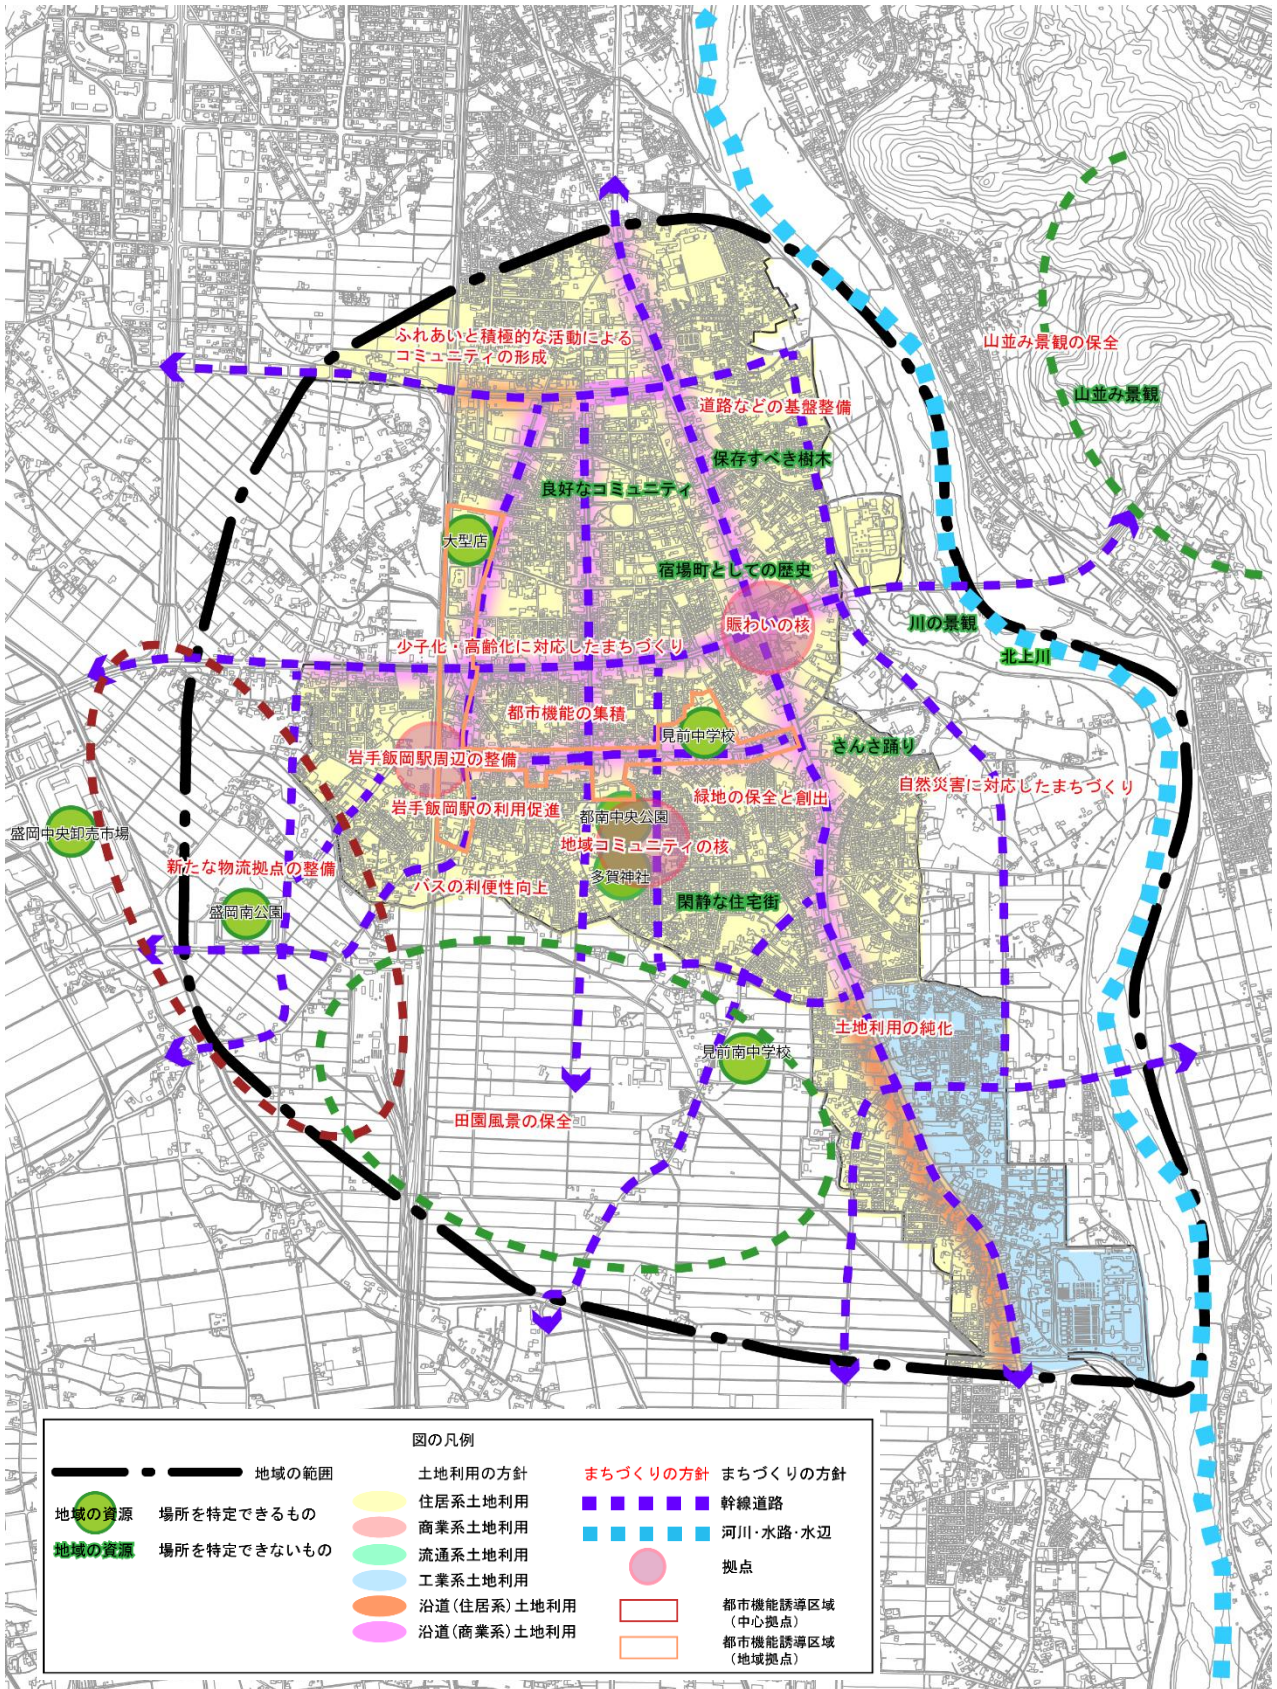 ふれあいと積極的な活動による
コミュニティの形成
山並み景観の保全
山並み景観
道路などの基盤整備
保存すべき樹木
良好なコミュニティ
大型店
宿場町としての歴史
賑わいの核
川の景観
北上川
少子化・高齢化に対応したまちづくり
都市機能の集積
見前中学校
さんさ踊り
岩手飯岡駅周辺の整備
自然災害に対応したまちづくり
緑地の保全と創出
岩手飯岡駅の利用促進
都南中央公園
盛岡中央卸売市場
地域コミュニティの核
新たな物流拠点の整備
バスの利便性向上
多賀神社
閑静な住宅街
盛岡南公園
土地利用の純化
見前南中学校
田園風景の保全
図の凡例
地域の範囲
地域の資源 場所を特定できるもの
地域の資源 場所を特定できないもの
土地利用の方針
住居系土地利用
商業系土地利用
流通系土地利用
工業系土地利用
沿道(住居系)土地利用
沿道(商業系)土地利用
まちづくりの方針 まちづくりの方針
幹線道路
河川・水路・水辺
拠点
都市機能誘導区域
(中心拠点)
都市機能誘導区域
(地域拠点)